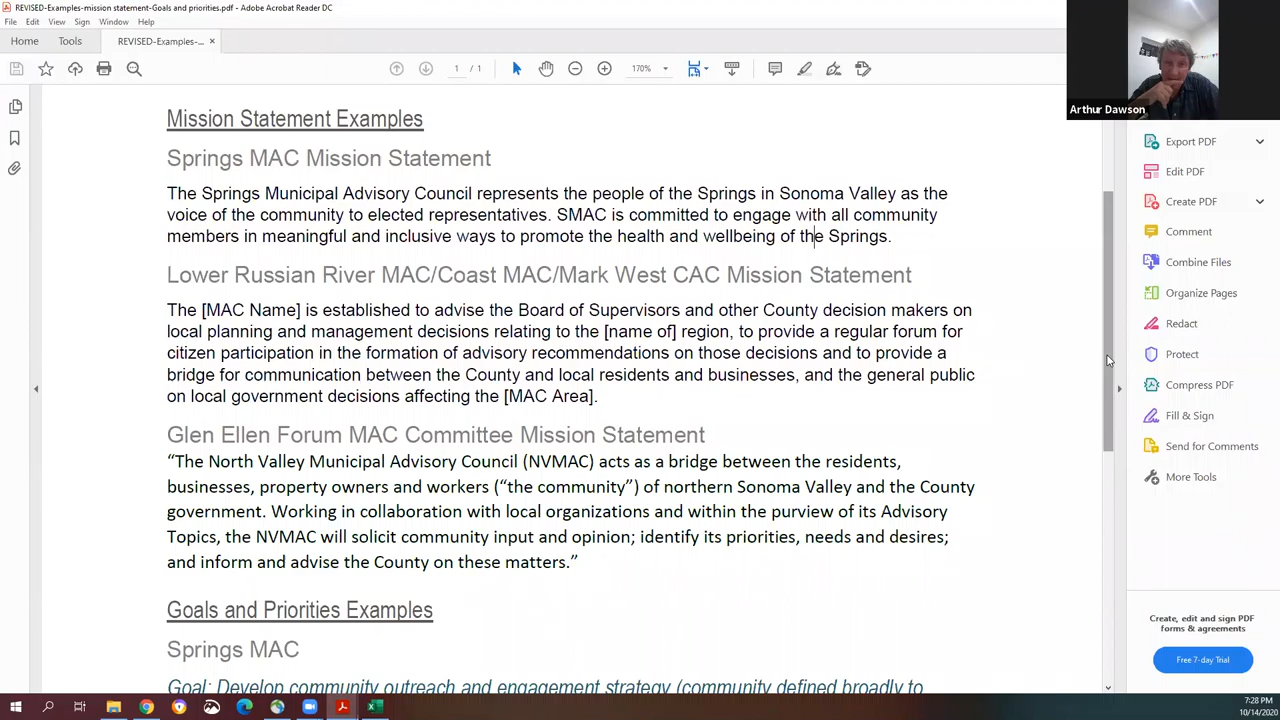 REVISED-Examples-mission statement-Goals and priorities.pdf - Adobe Acrobat Reader DC
File Edit View Sign Window Help
Home Tools REVISED-Examples-... ×
1 / 1 170%
Arthur Dawson
Mission Statement Examples
Springs MAC Mission Statement
The Springs Municipal Advisory Council represents the people of the Springs in Sonoma Valley as the
voice of the community to elected representatives. SMAC is committed to engage with all community
members in meaningful and inclusive ways to promote the health and wellbeing of the Springs.
Lower Russian River MAC/Coast MAC/Mark West CAC Mission Statement
The [MAC Name] is established to advise the Board of Supervisors and other County decision makers on
local planning and management decisions relating to the [name of] region, to provide a regular forum for
citizen participation in the formation of advisory recommendations on those decisions and to provide a
bridge for communication between the County and local residents and businesses, and the general public
on local government decisions affecting the [MAC Area].
Glen Ellen Forum MAC Committee Mission Statement
“The North Valley Municipal Advisory Council (NVMAC) acts as a bridge between the residents,
businesses, property owners and workers (“the community”) of northern Sonoma Valley and the County
government. Working in collaboration with local organizations and within the purview of its Advisory
Topics, the NVMAC will solicit community input and opinion; identify its priorities, needs and desires;
and inform and advise the County on these matters.”
Goals and Priorities Examples
Springs MAC
Goal: Develop community outreach and engagement strategy (community defined broadly to
Export PDF
Edit PDF
Create PDF
Comment
Combine Files
Organize Pages
Redact
Protect
Compress PDF
Fill & Sign
Send for Comments
More Tools
Create, edit and sign PDF
forms & agreements
Free 7-day Trial
7:28 PM
10/14/2020